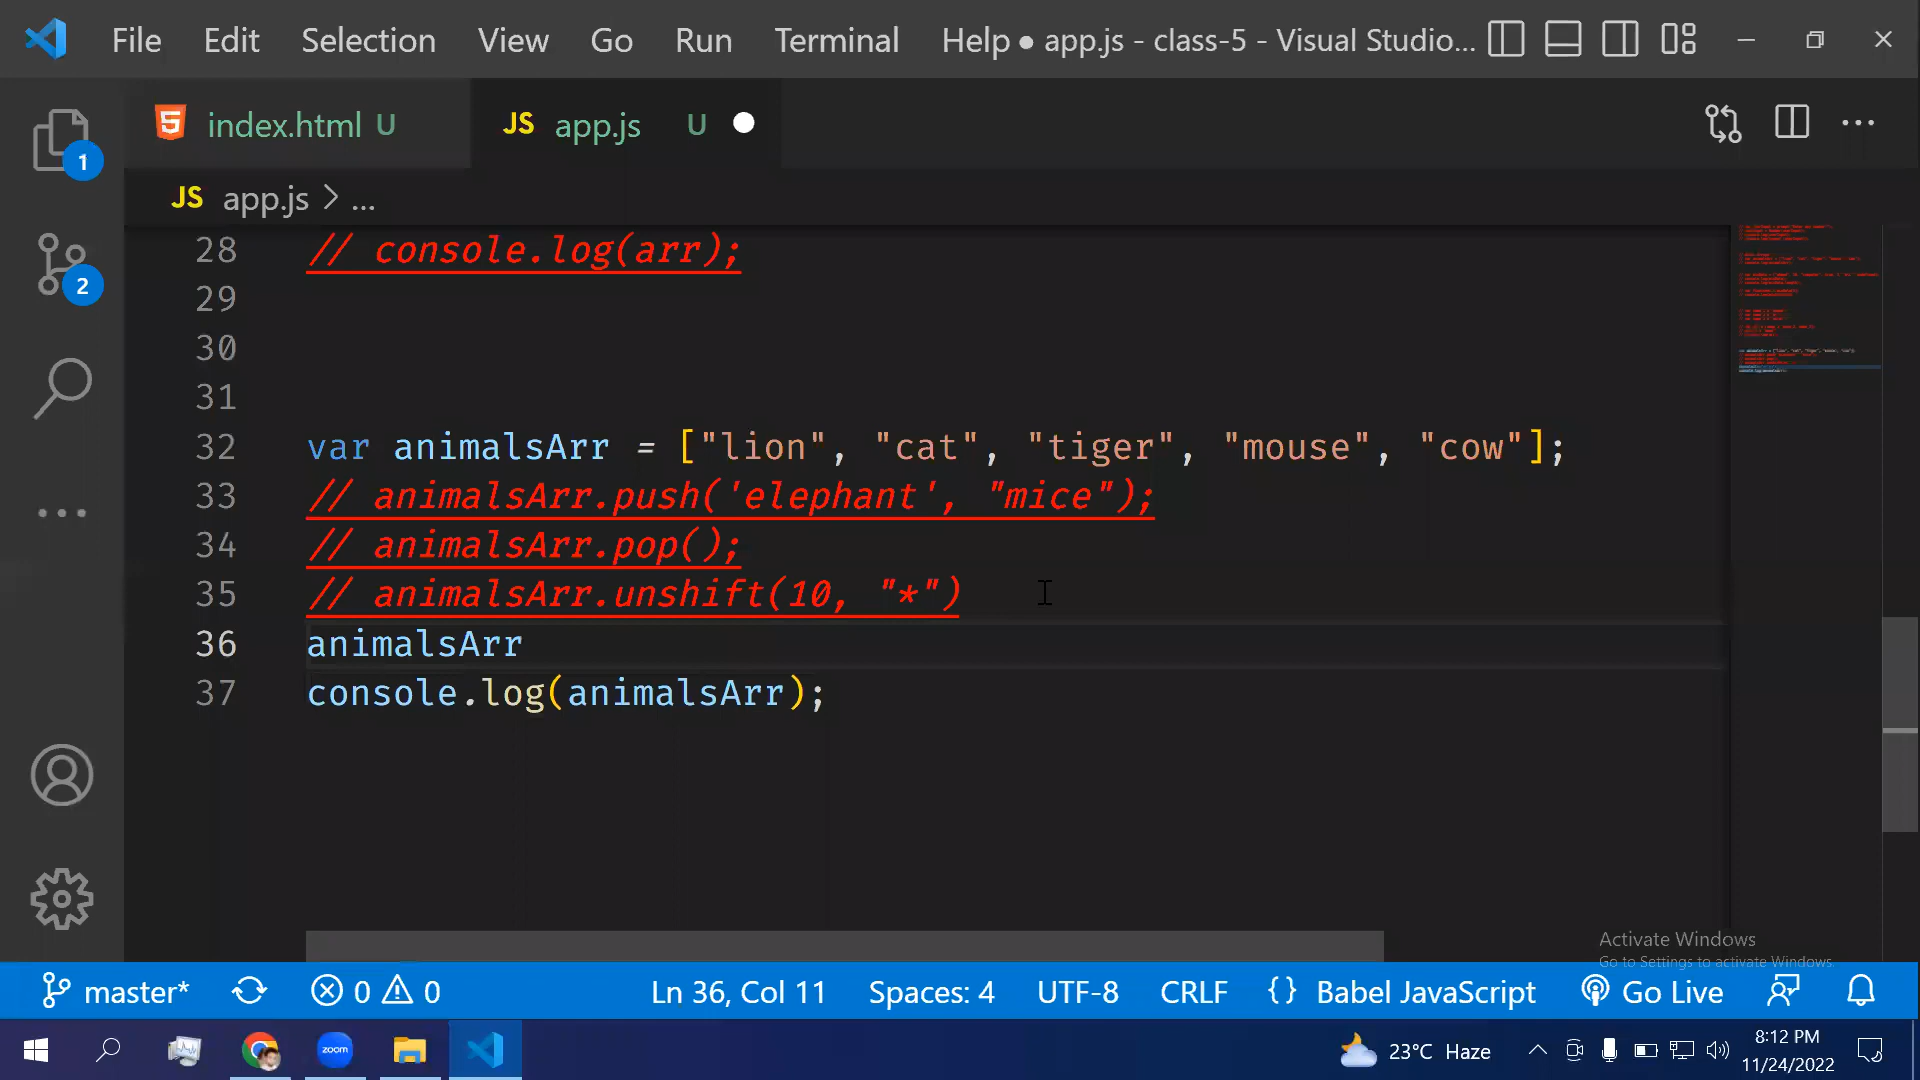 File Edit Selection View Go Run Terminal Help ● app.js - class-5 - Visual Studio...
1
2
index.html U
JS app.js U
JS app.js > ...
28 // console.log(arr);
29
30
31
32 var animalsArr = ["lion", "cat", "tiger", "mouse", "cow"];
33 // animalsArr.push('elephant', "mice");
34 // animalsArr.pop();
35 // animalsArr.unshift(10, "*")
36 animalsArr
37 console.log(animalsArr);
Activate Windows
Go to Settings to activate Windows.
master* 0 0 Ln 36, Col 11 Spaces: 4 UTF-8 CRLF {} Babel JavaScript Go Live
zoom
23°C Haze
8:12 PM
11/24/2022